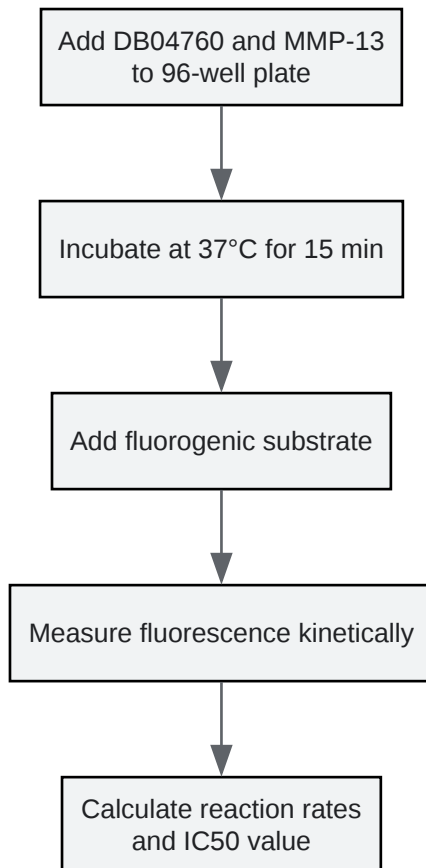 Add DB04760 and MMP-13
to 96-well plate
Incubate at 37°C for 15 min
Add fluorogenic substrate
Measure fluorescence kinetically
Calculate reaction rates
and IC50 value